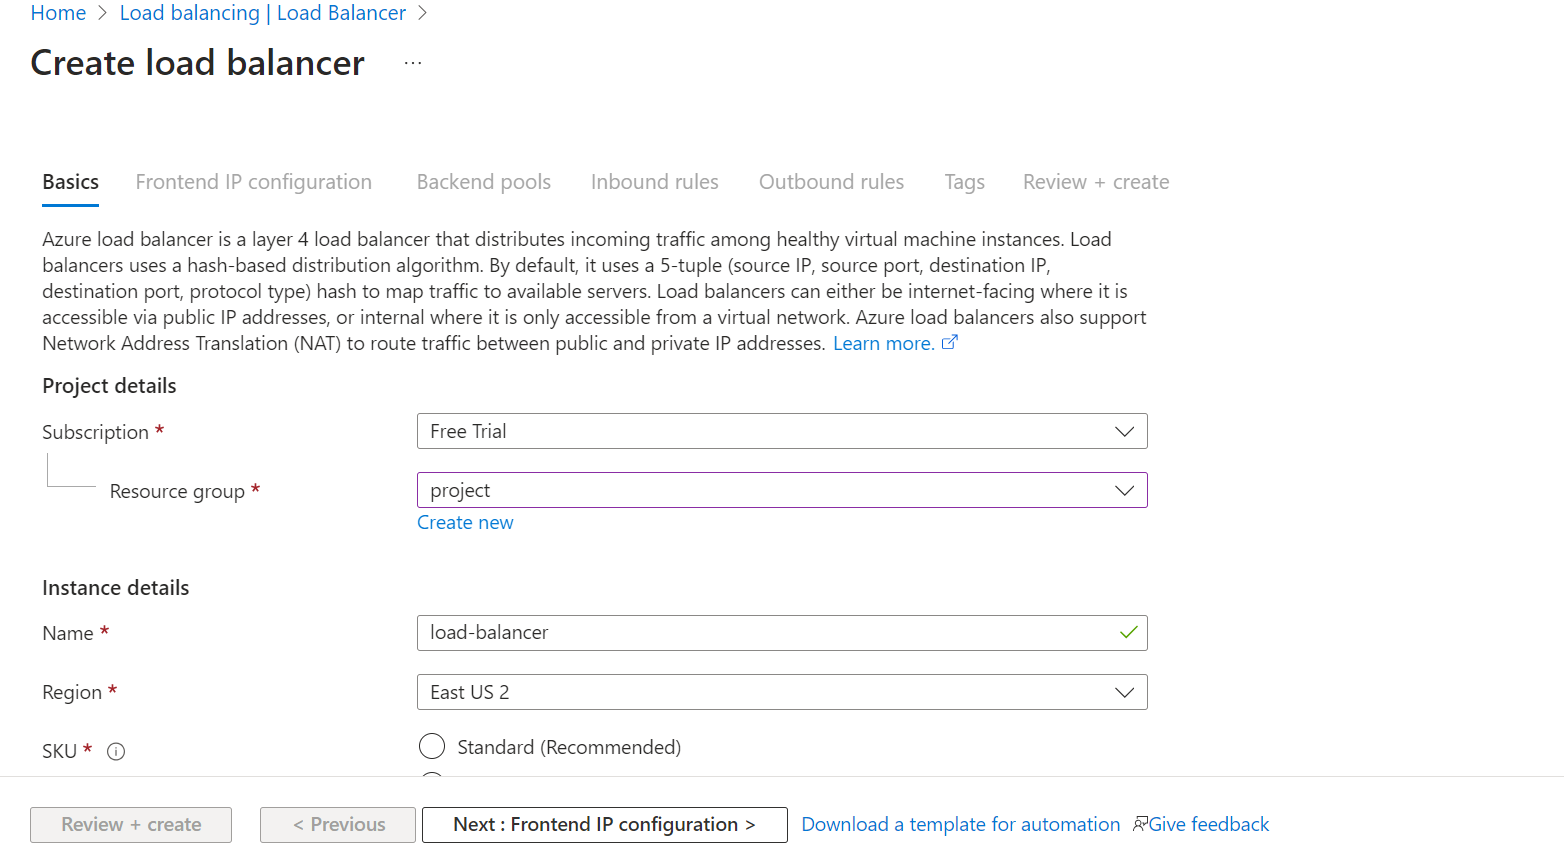 Home > Load balancing | Load Balancer >
Create load balancer ...
Basics Frontend IP configuration Backend pools Inbound rules Outbound rules Tags Review + create
Azure load balancer is a layer 4 load balancer that distributes incoming traffic among healthy virtual machine instances. Load
balancers uses a hash-based distribution algorithm. By default, it uses a 5-tuple (source IP, source port, destination IP,
destination port, protocol type) hash to map traffic to available servers. Load balancers can either be internet-facing where it is
accessible via public IP addresses, or internal where it is only accessible from a virtual network. Azure load balancers also support
Network Address Translation (NAT) to route traffic between public and private IP addresses. Learn more.
Project details
Subscription * Free Trial
Resource group * project
Create new
Instance details
Name * load-balancer
Region * East US 2
SKU * Standard (Recommended)
Review + create < Previous Next : Frontend IP configuration > Download a template for automation Give feedback